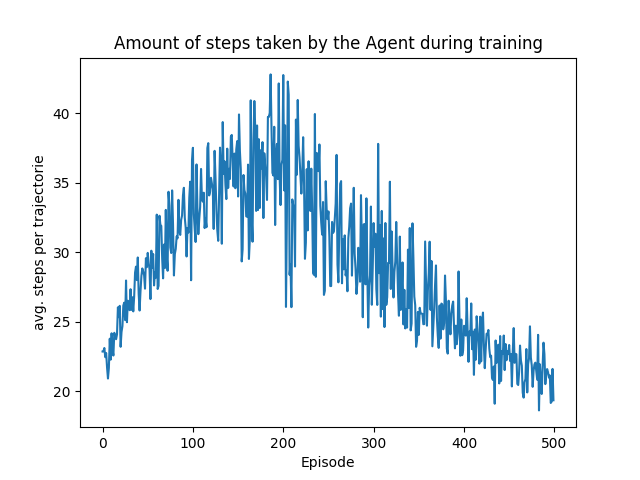 Amount of steps taken by the Agent during training
avg. steps per trajectorie
40
35
30
25
20
0 100 200 300 400 500
Episode